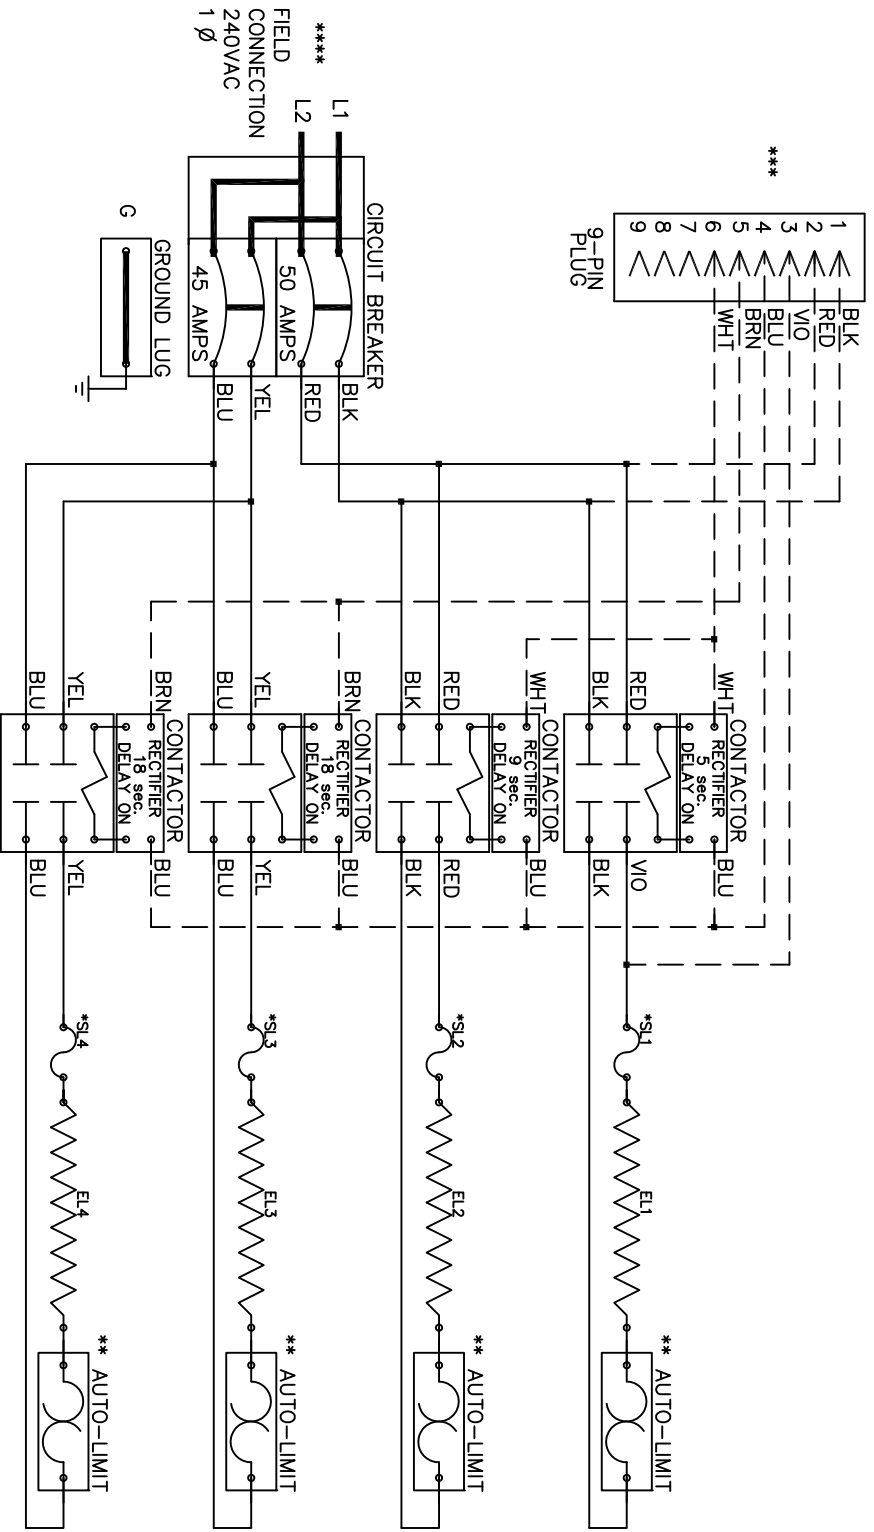 ****
FIELD
CONNECTION
240VAC
1 Ø
L1
L2
G
GROUND LUG
CIRCUIT BREAKER
50 AMPS
45 AMPS
BLK
RED
YEL
BLU
***
1
2
3
4
5
6
7
8
9
9-PIN
PLUG
BLK
RED
VIO
BLU
BRN
WHT
WHT
RED
BLK
CONTACTOR
RECTIFIER
5 sec.
DELAY ON
BLU
VIO
BLK
*SL1
EL1
** AUTO-LIMIT
WHT
RED
BLK
CONTACTOR
RECTIFIER
9 sec.
DELAY ON
BLU
RED
BLK
*SL2
EL2
** AUTO-LIMIT
BRN
YEL
BLU
CONTACTOR
RECTIFIER
18 sec.
DELAY ON
BLU
YEL
BLU
*SL3
EL3
** AUTO-LIMIT
BRN
YEL
BLU
CONTACTOR
RECTIFIER
18 sec.
DELAY ON
BLU
YEL
BLU
*SL4
EL4
** AUTO-LIMIT